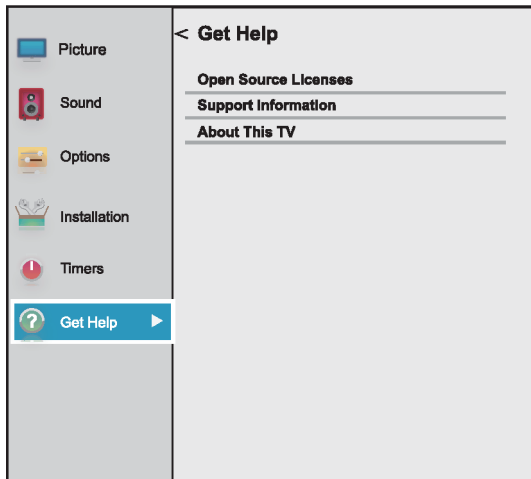 Picture
Sound
Options
Installation
Timers
Get Help
< Get Help
Open Source Licenses
Support Information
About This TV